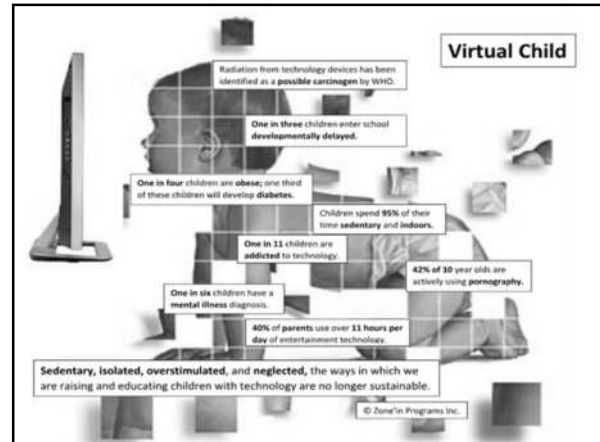 Virtual Child
Radiation from technology devices has been
identified as a possible carcinogen by WHO.
One in three children enter school
developmentally delayed.
One in four children are obese; one third
of these children will develop diabetes.
Children spend 95% of their
time sedentary and indoors.
One in 11 children are
addicted to technology.
42% of 10 year olds are
actively using pornography.
One in six children have a
mental illness diagnosis.
40% of parents use over 11 hours per
day of entertainment technology.
Sedentary, isolated, overstimulated, and neglected, the ways in which we
are raising and educating children with technology are no longer sustainable.
© Zone'in Programs Inc.